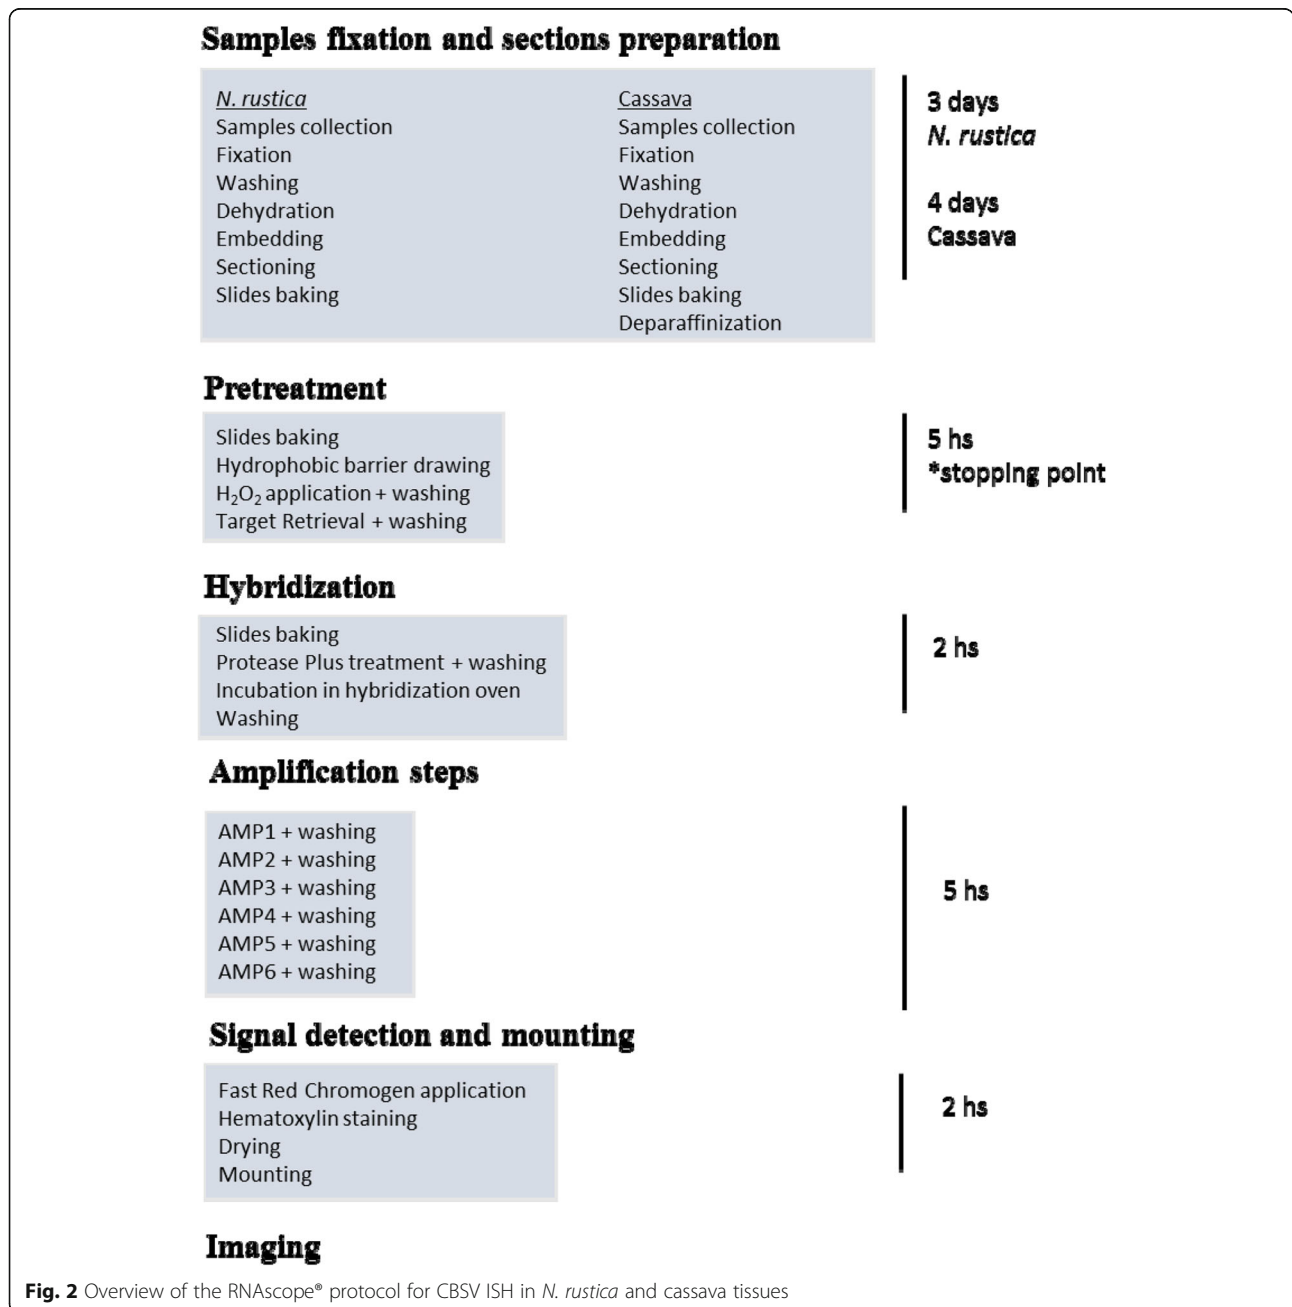 Samples fixation and sections preparation
N. rustica
Samples collection
Fixation
Washing
Dehydration
Embedding
Sectioning
Slides baking
Cassava
Samples collection
Fixation
Washing
Dehydration
Embedding
Sectioning
Slides baking
Deparaffinization
3 days
N. rustica
4 days
Cassava
Pretreatment
Slides baking
Hydrophobic barrier drawing
H₂O₂ application + washing
Target Retrieval + washing
5 hs
*stopping point
Hybridization
Slides baking
Protease Plus treatment + washing
Incubation in hybridization oven
Washing
2 hs
Amplification steps
AMP1 + washing
AMP2 + washing
AMP3 + washing
AMP4 + washing
AMP5 + washing
AMP6 + washing
5 hs
Signal detection and mounting
Fast Red Chromogen application
Hematoxylin staining
Drying
Mounting
2 hs
Imaging
Fig. 2 Overview of the RNAscope® protocol for CBSV ISH in N. rustica and cassava tissues